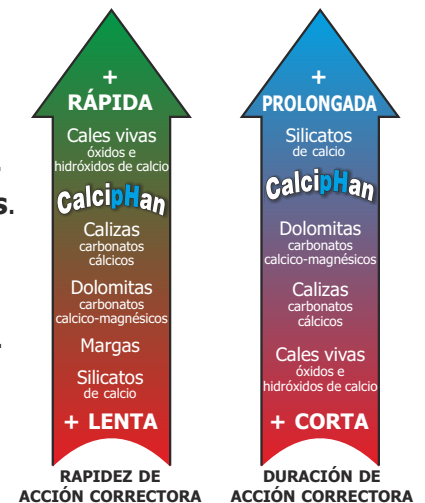 +
RÁPIDA
Cales vivas
óxidos e
hidróxidos de calcio
CalcipHan
Calizas
carbonatos
cálcicos
Dolomitas
carbonatos
calcico-magnésicos
Margas
Silicatos
de calcio
+ LENTA
RAPIDEZ DE
ACCIÓN CORRECTORA
+
PROLONGADA
Silicatos
de calcio
CalcipHan
Dolomitas
carbonatos
calcico-magnésicos
Calizas
carbonatos
cálcicos
Cales vivas
óxidos e
hidróxidos de calcio
+ CORTA
DURACIÓN DE
ACCIÓN CORRECTORA